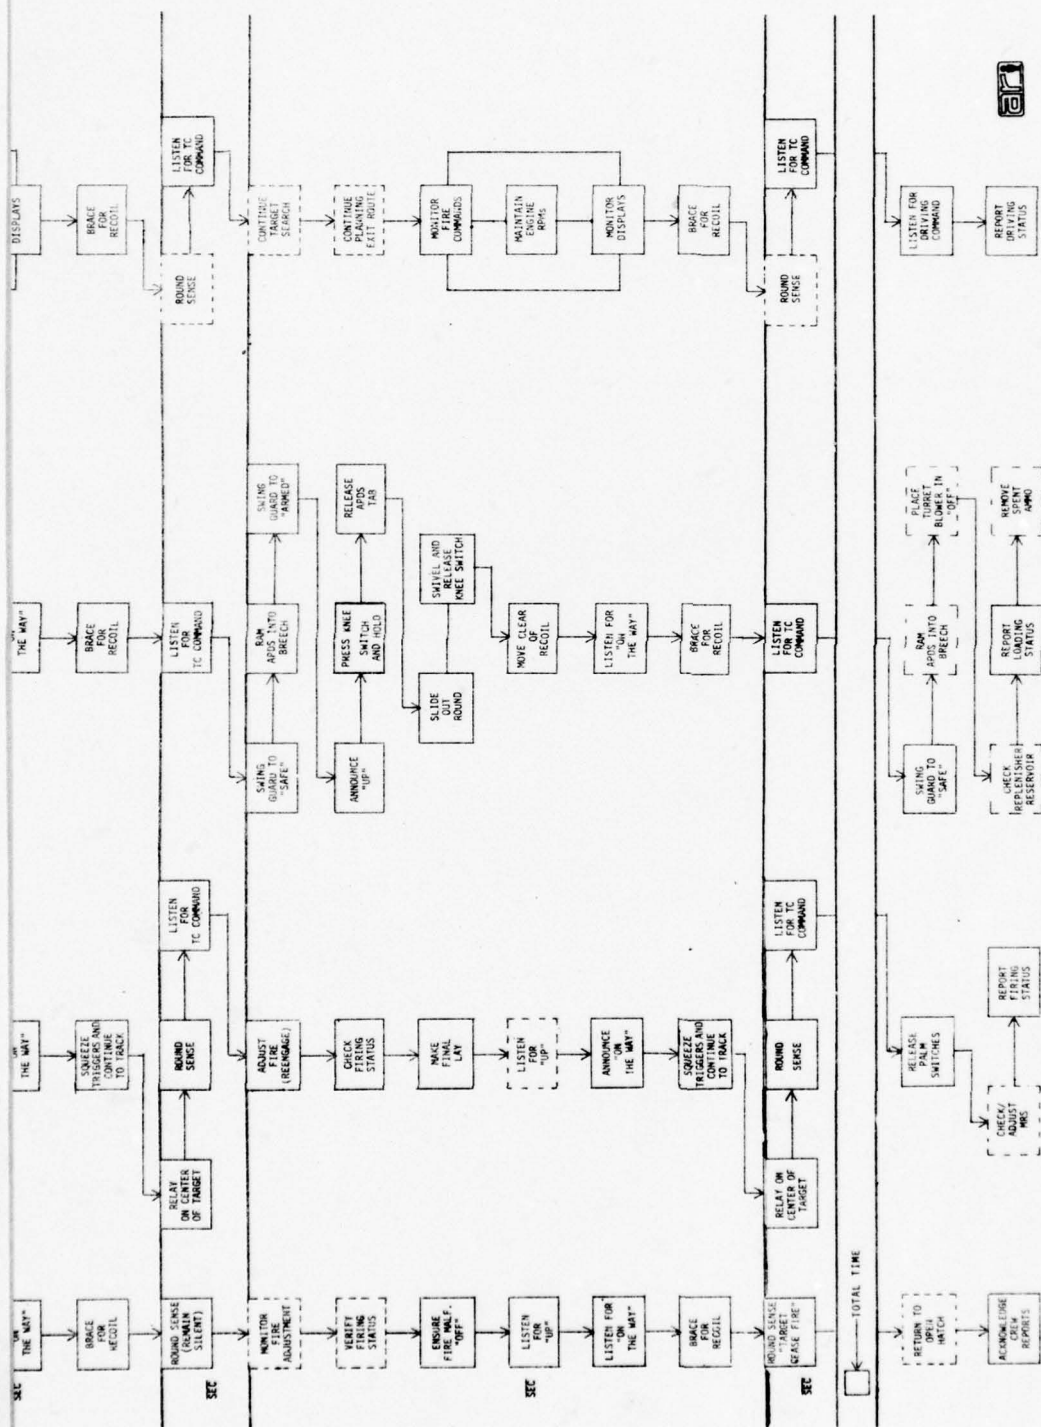 DISPLAYS
BRACE
FOR
RECOIL
ROUND
SENSE
LISTEN
FOR TC
COMMAND
CONTINUE
TARGET
SEARCH
CONTINUE
PLANNING
EXIT ROUTE
MONITOR
FIRE
COMMANDS
MAINTAIN
ENGINE
RPMs
MONITOR
DISPLAYS
BRACE
FOR
RECOIL
ROUND
SENSE
LISTEN
FOR TC
COMMAND
LISTEN FOR
DRIVING
COMMAND
REPORT
DRIVING
STATUS
ari
"ON
THE WAY"
BRACE
FOR
RECOIL
LISTEN
FOR
TC COMMAND
SWING
GUARD TO
"SAFE"
RAM
APDS INTO
BREECH
SWING
GUARD TO
"ARMED"
ANNOUNCE
"UP"
PRESS KNEE
SWITCH
AND HOLD
RELEASE
APDS
TAB
SLIDE
OUT
ROUND
SWIVEL AND
RELEASE
KNEE SWITCH
MOVE CLEAR
OF
RECOIL
LISTEN FOR
"ON
THE WAY"
BRACE
FOR
RECOIL
LISTEN
FOR TC
COMMAND
SWING
GUARD TO
"SAFE"
RAM
APDS INTO
BREECH
PLACE
TURRET
BLOWER IN
"OFF"
CHECK
REPLENISHER
RESERVOIR
REPORT
LOADING
STATUS
REMOVE
SPENT
AMMO
"ON
THE WAY"
SQUEEZE
TRIGGERS AND
CONTINUE
TO TRACK
RELAY
ON CENTER
OF TARGET
ROUND
SENSE
LISTEN
FOR
TC COMMAND
ADJUST
FIRE
(REENGAGE)
CHECK
FIRING
STATUS
MAKE
FINAL
LAY
LISTEN
FOR
"UP"
ANNOUNCE
"ON
THE WAY"
SQUEEZE
TRIGGERS AND
CONTINUE
TO TRACK
RELAY ON
CENTER OF
TARGET
ROUND
SENSE
LISTEN
FOR TC
COMMAND
RELEASE
PALM
SWITCHES
CHECK/
ADJUST
MRS
REPORT
FIRING
STATUS
"ON
THE WAY"
BRACE
FOR
RECOIL
ROUND SENSE
(REMAIN
SILENT)
MONITOR
FIRE
ADJUSTMENT
VERIFY
FIRING
STATUS
ENSURE
FIRE MALF.
"OFF"
LISTEN
FOR
"UP"
LISTEN FOR
"ON
THE WAY"
BRACE
FOR
RECOIL
ROUND SENSE
"TARGET
CEASE FIRE"
TOTAL TIME
RETURN TO
OPEN
HATCH
ACKNOWLEDGE
CREW
REPORTS
SEC
SEC
SEC
SEC